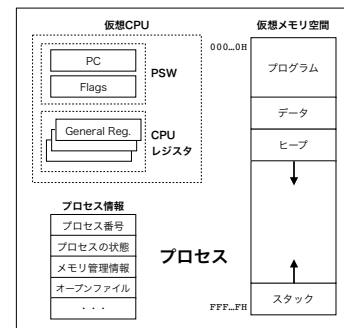 仮想CPU
PC
Flags
PSW
General Reg.
CPU
レジスタ
プロセス情報
プロセス番号
プロセスの状態
メモリ管理情報
オープンファイル
・・・
プロセス
仮想メモリ空間
000...0H
プログラム
データ
ヒープ
スタック
FFF...FH